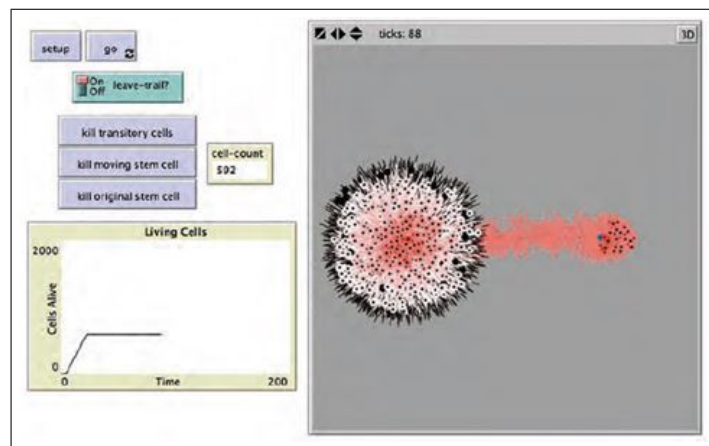 setup
go
ticks: 88
3D
On
Off
leave-trail?
kill transitory cells
kill moving stem cell
kill original stem cell
cell-count
592
Living Cells
2000
Cells Alive
0
0
Time
200